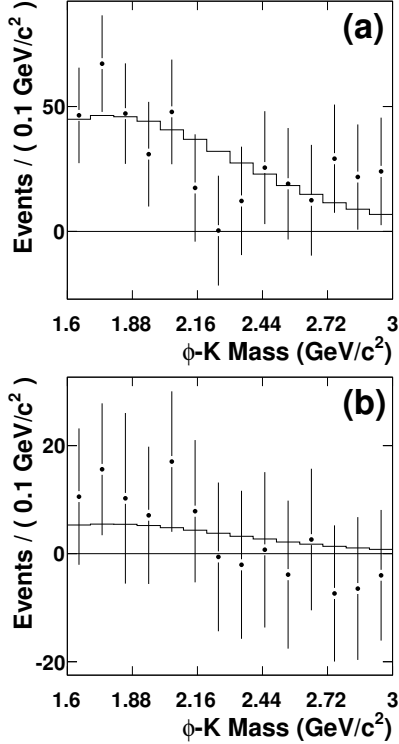 (a)
Events / ( 0.1 GeV/c²)
50
0
1.6 1.88 2.16 2.44 2.72 3
ϕ-K Mass (GeV/c²)
(b)
Events / ( 0.1 GeV/c² )
20
0
-20
1.6 1.88 2.16 2.44 2.72 3
ϕ-K Mass (GeV/c²)